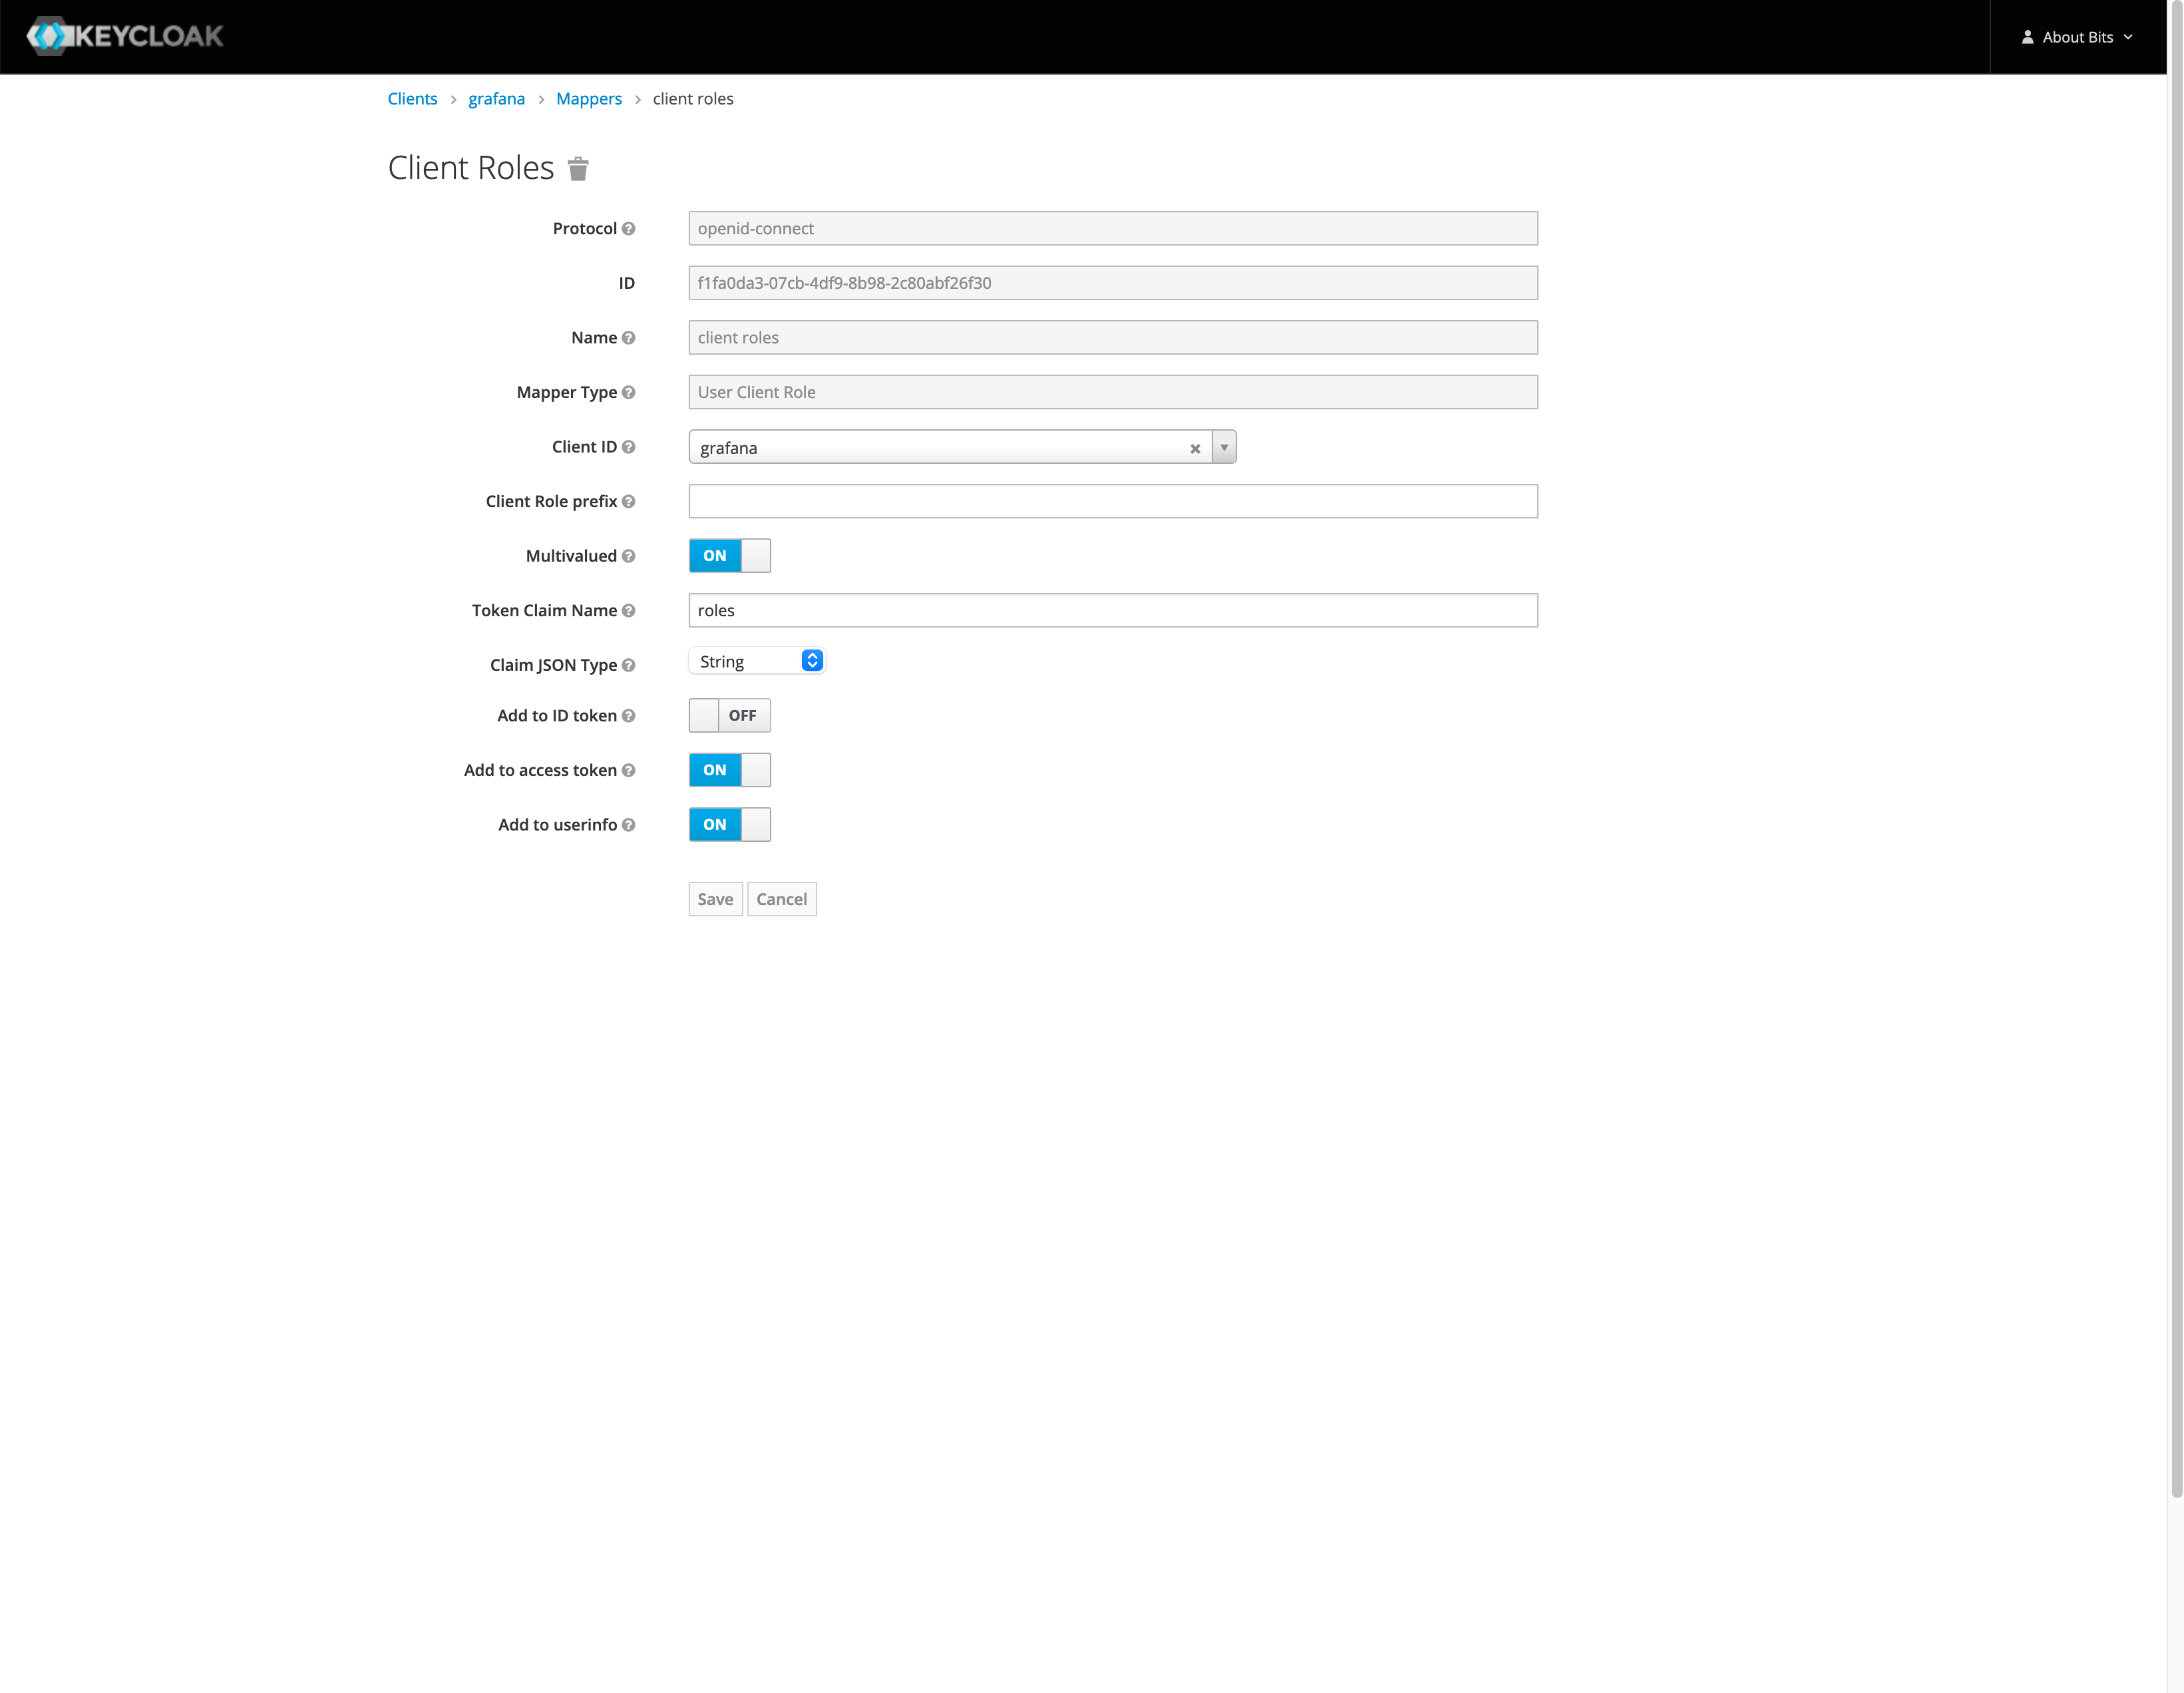 KEYCLOAK
About Bits
Clients > grafana > Mappers > client roles
Client Roles
Protocol openid-connect
ID f1fa0da3-07cb-4df9-8b98-2c80abf26f30
Name client roles
Mapper Type User Client Role
Client ID grafana
Client Role prefix
Multivalued ON
Token Claim Name roles
Claim JSON Type String
Add to ID token OFF
Add to access token ON
Add to userinfo ON
Save Cancel